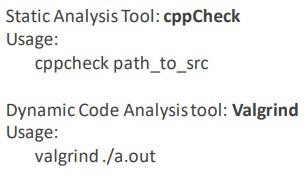 Static Analysis Tool: cppCheck
Usage:
cppcheck path_to_src
Dynamic Code Analysis tool: Valgrind
Usage:
valgrind ./a.out